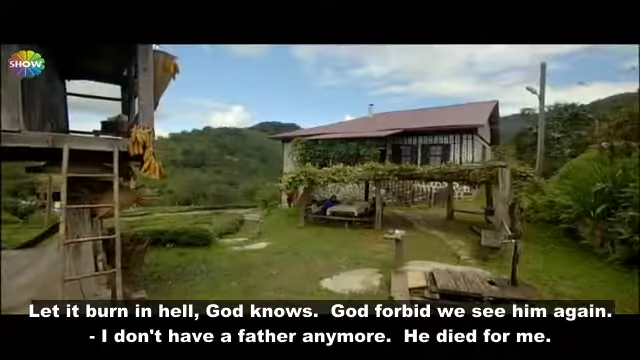 SHOW
Let it burn in hell, God knows.  God forbid we see him again.
- I don't have a father anymore.  He died for me.